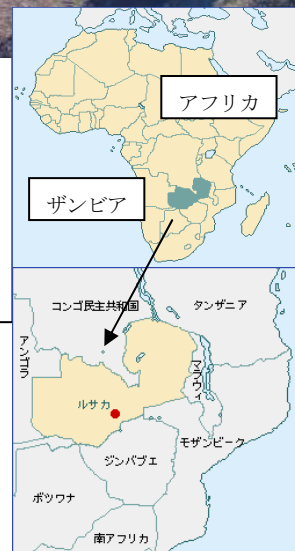 アフリカ
ザンビア
コンゴ民主共和国
タンザニア
アンゴラ
マラウィ
ルサカ
モザンビーク
ジンバブエ
ボツワナ
南アフリカ